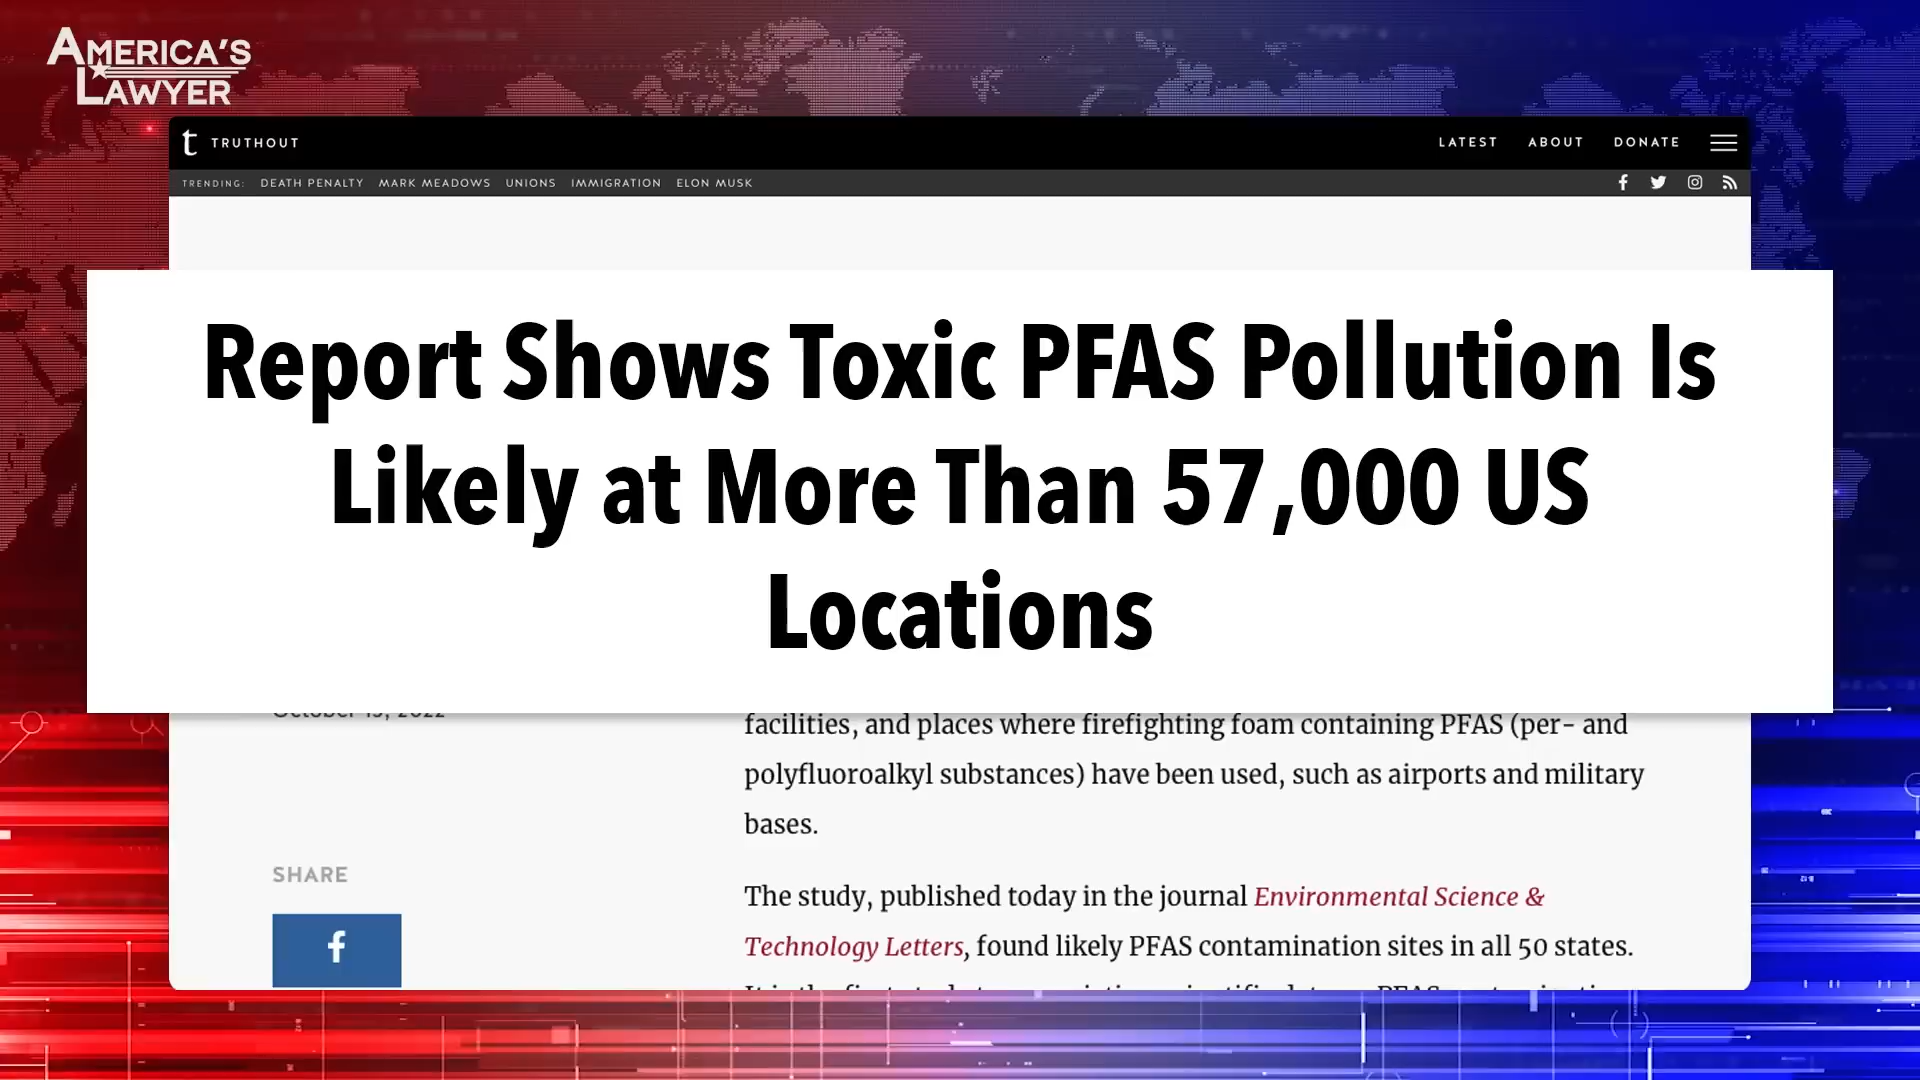 AMERICA'S
LAWYER
t TRUTHOUT
LATEST ABOUT DONATE
TRENDING: DEATH PENALTY MARK MEADOWS UNIONS IMMIGRATION ELON MUSK
Report Shows Toxic PFAS Pollution Is
Likely at More Than 57,000 US
Locations
facilities, and places where firefighting foam containing PFAS (per- and
polyfluoroalkyl substances) have been used, such as airports and military
bases.
SHARE
f
The study, published today in the journal Environmental Science &
Technology Letters, found likely PFAS contamination sites in all 50 states.